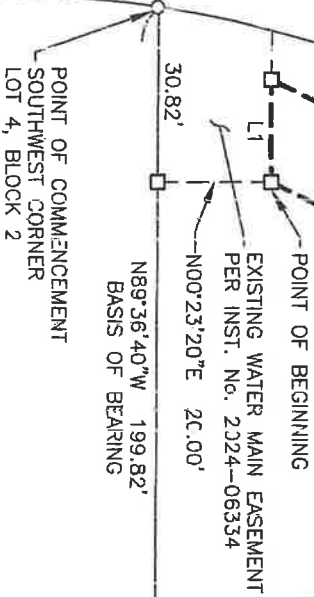 POINT OF BEGINNING
L1
EXISTING WATER MAIN EASEMENT
PER INST. No. 2024-06334
N00°23'20"E 20.00'
30.82'
N89°36'40"W 199.82'
BASIS OF BEARING
POINT OF COMMENCEMENT
SOUTHWEST CORNER
LOT 4, BLOCK 2